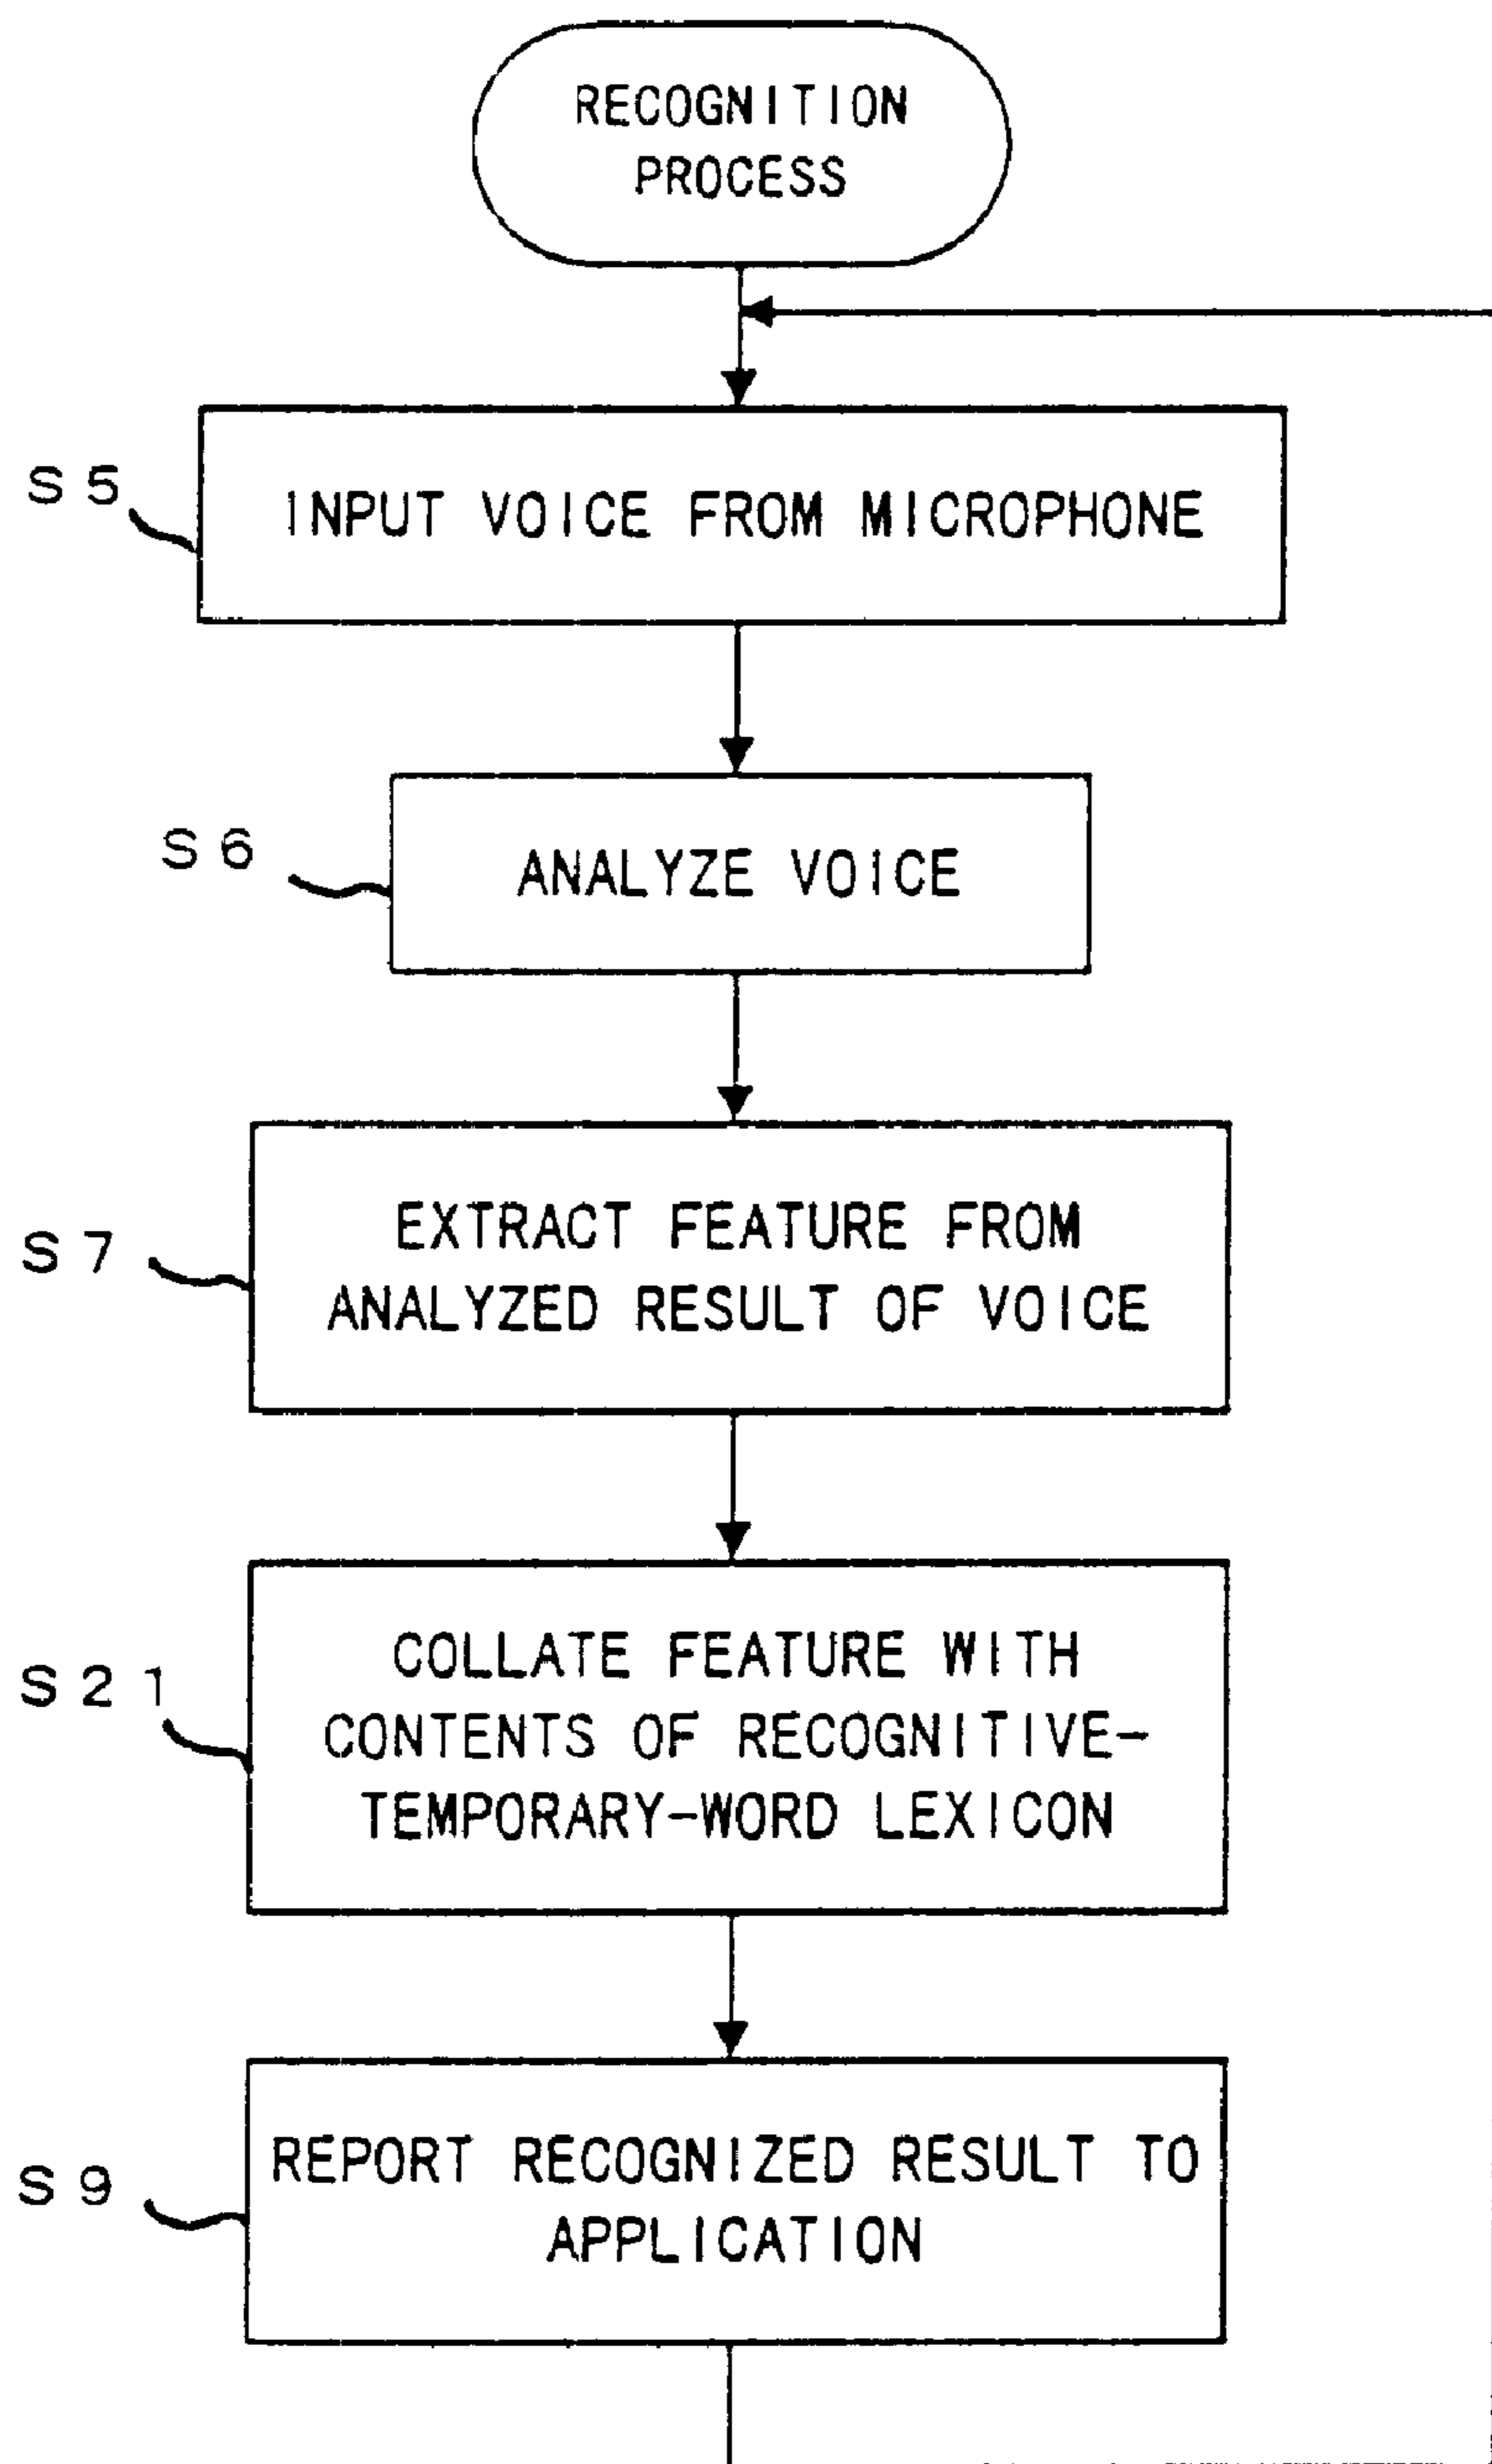 RECOGNITION
PROCESS
S5
INPUT VOICE FROM MICROPHONE
S6
ANALYZE VOICE
S7
EXTRACT FEATURE FROM
ANALYZED RESULT OF VOICE
S21
COLLATE FEATURE WITH
CONTENTS OF RECOGNITIVE-
TEMPORARY-WORD LEXICON
S9
REPORT RECOGNIZED RESULT TO
APPLICATION